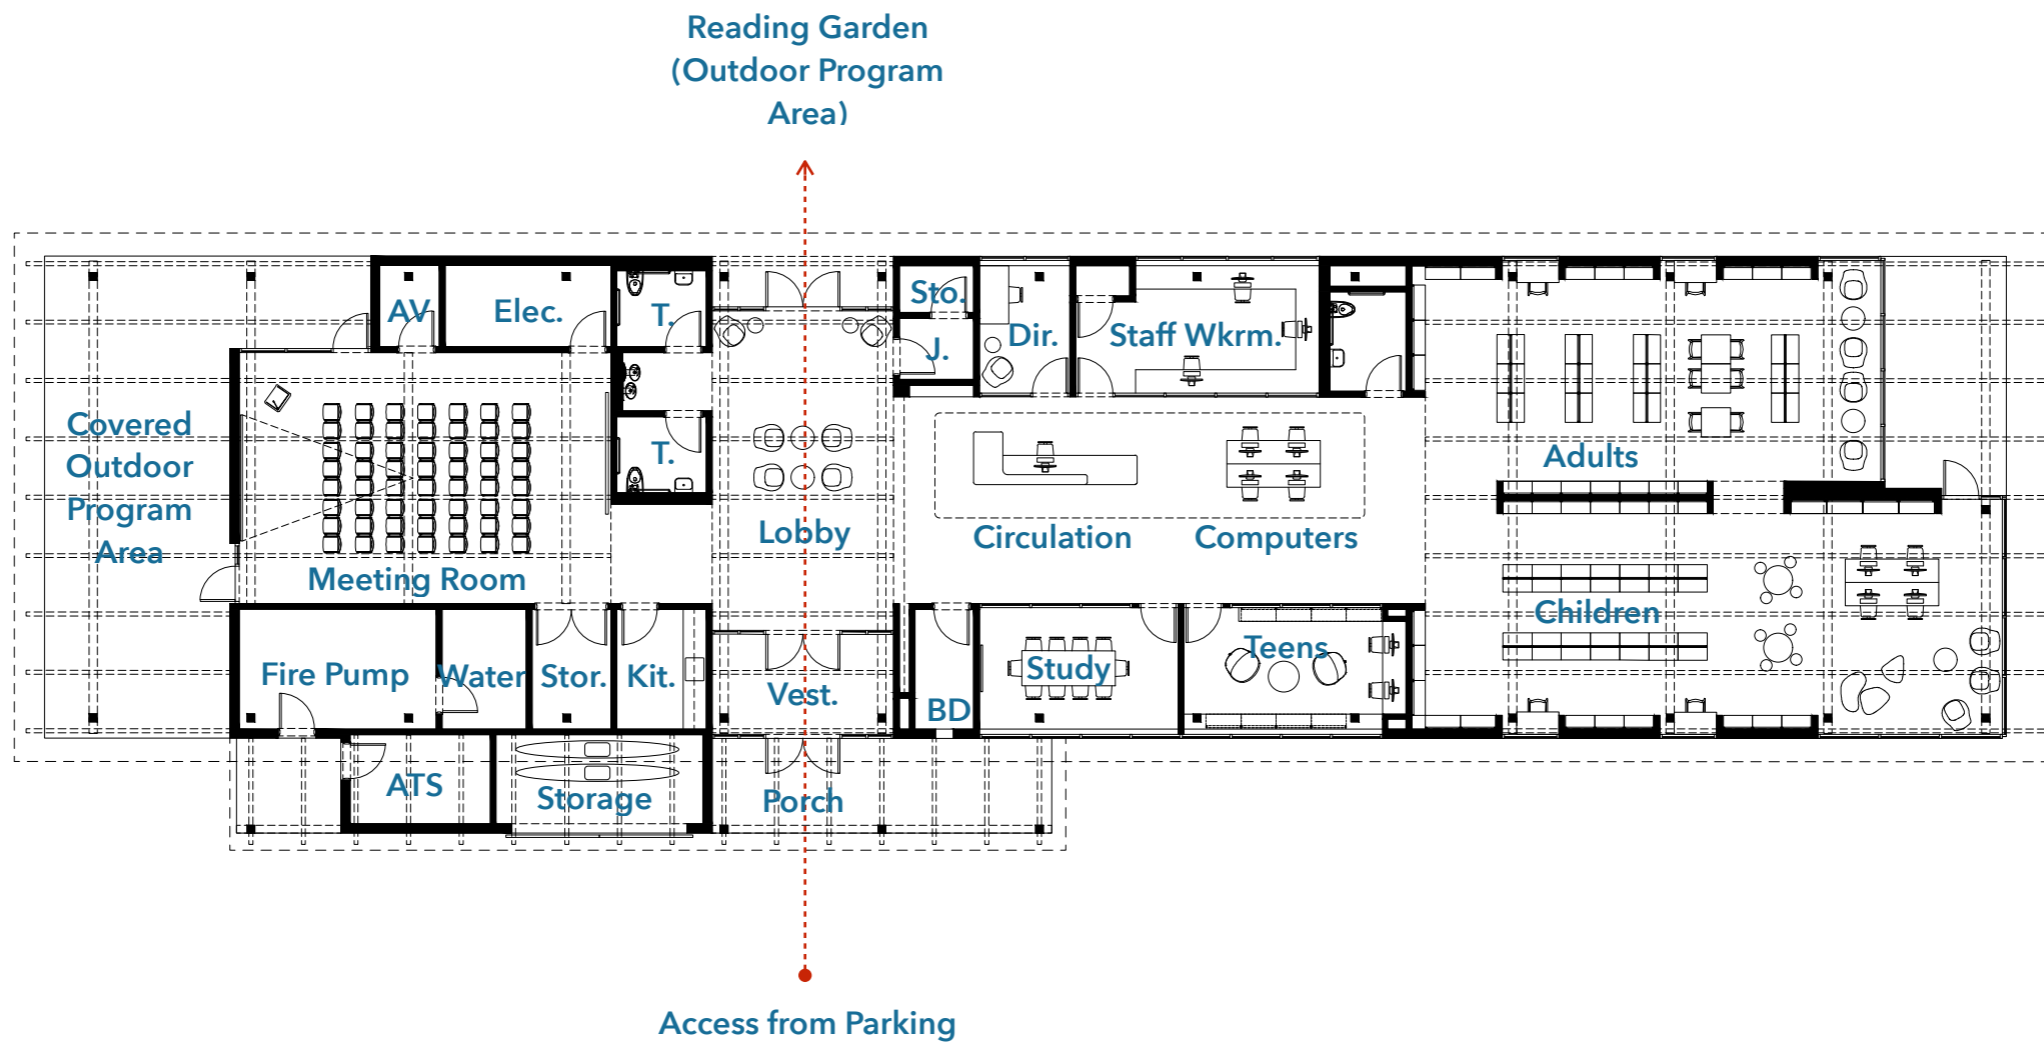 Reading Garden
(Outdoor Program
Area)
AV
Elec.
T.
Sto.
J.
Dir.
Staff Wkrm.
Covered
Outdoor
Program
Area
T.
Adults
Lobby
Circulation
Computers
Meeting Room
Children
Fire Pump
Water
Stor.
Kit.
Vest.
BD
Study
Teens
ATS
Storage
Porch
Access from Parking